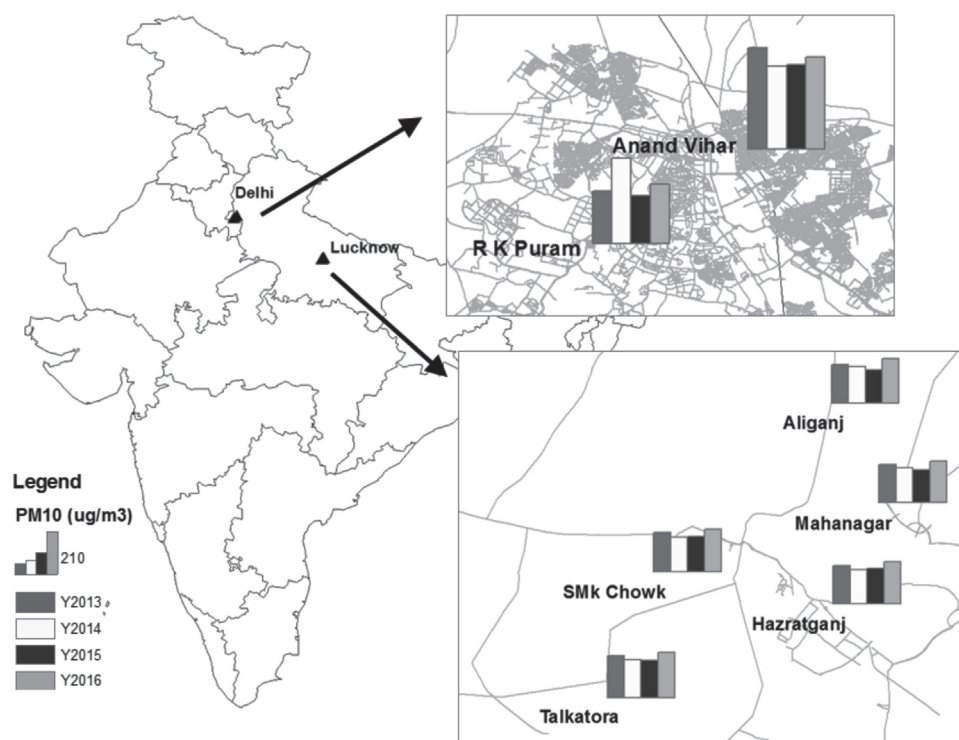 Delhi
Lucknow
Anand Vihar
R K Puram
Aliganj
Mahanagar
SMk Chowk
Hazratganj
Talkatora
Legend
PM10 (ug/m3)
210
Y2013
Y2014
Y2015
Y2016